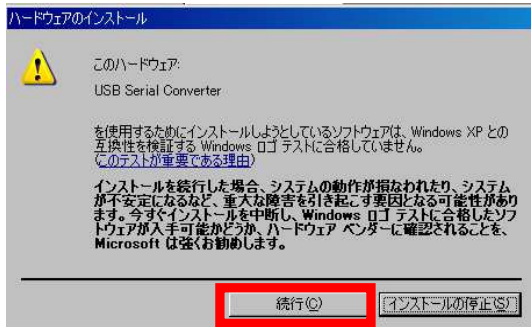 ハードウェアのインストール
このハードウェア:
USB Serial Converter
を使用するためにインストールしようとしているソフトウェアは、Windows XP との
互換性を検証する Windows ロゴ テストに合格していません。
(このテストが重要である理由)
インストールを続行した場合、システムの動作が損なわれたり、システム
が不安定になるなど、重大な障害を引き起こす要因となる可能性があり
ます。今すぐインストールを中断し、Windows ロゴ テストに合格したソフ
トウェアが入手可能かどうか、ハードウェア ベンダーに確認されることを、
Microsoft は強くお勧めします。
続行(C)
インストールの停止(S)